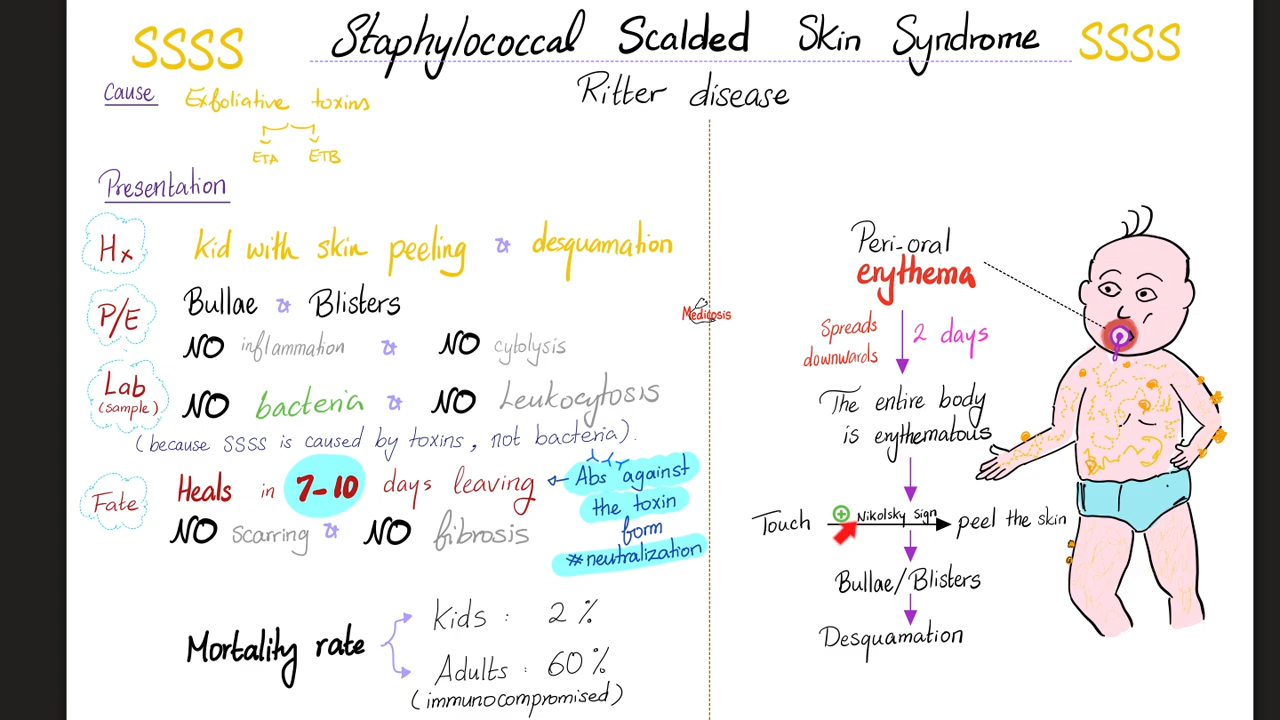 SSSS Staphylococcal Scalded Skin Syndrome SSSS
Ritter disease
Cause Exfoliative toxins
ETA ETB
Presentation
Hx kid with skin peeling & desquamation
P/E Bullae & Blisters
NO inflammation & NO cytolysis
Lab (sample) NO bacteria & NO Leukocytosis
(because SSSS is caused by toxins, not bacteria).
Fate Heals in 7-10 days leaving
NO scarring & NO fibrosis
Abs against
the toxin
form
#neutralization
Mortality rate
Kids : 2 %
Adults : 60 %
(immunocompromised)
Medicosis
Peri-oral
erythema
Spreads
downwards
2 days
The entire body
is erythematous
Touch + Nikolsky sign peel the skin
Bullae/Blisters
Desquamation